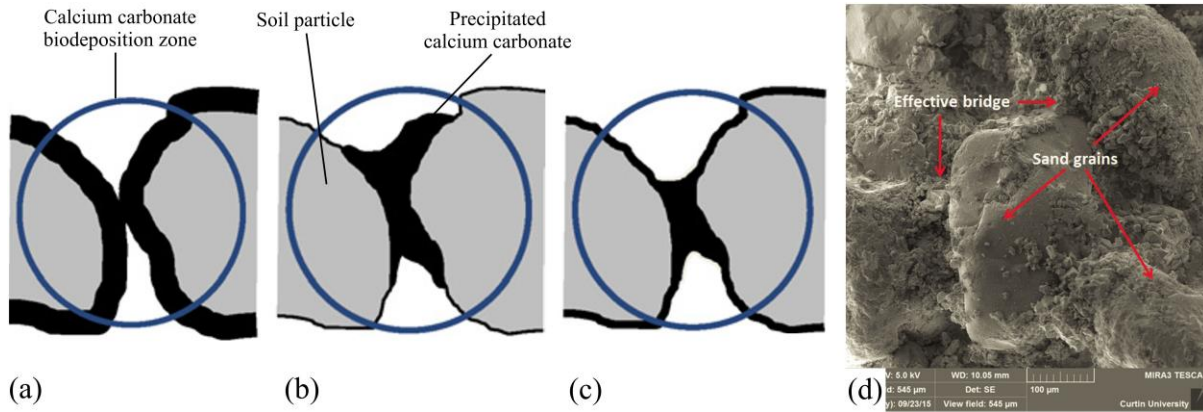 Calcium carbonate
biodeposition zone
Soil particle
Precipitated
calcium carbonate
(a)
(b)
(c)
Effective bridge
Sand grains
V: 5.0 kV WD: 10.05 mm MIRA3 TESCA
d: 545 µm Det: SE 100 µm
y): 09/23/15 View field: 545 µm Curtin University
(d)